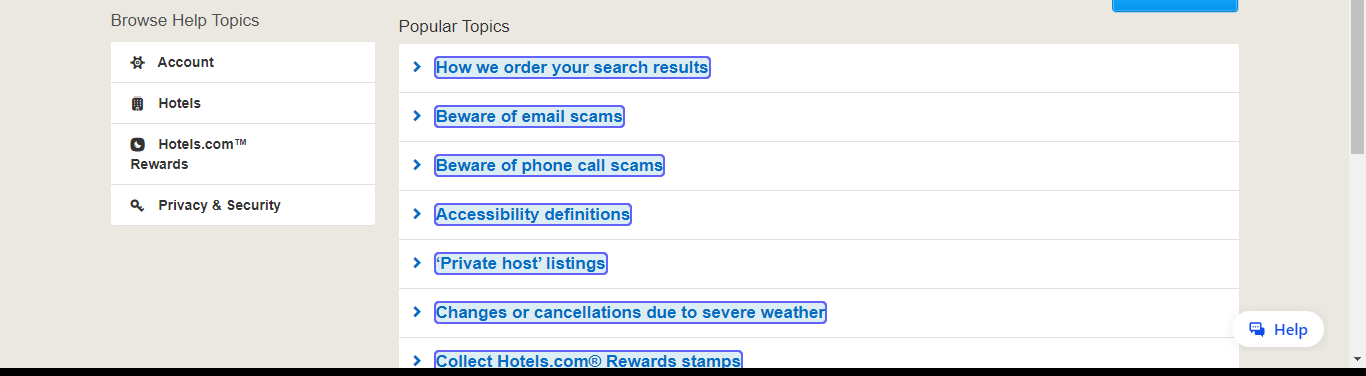 Browse Help Topics
Account
Hotels
Hotels.com™
Rewards
Privacy & Security
Popular Topics
How we order your search results
Beware of email scams
Beware of phone call scams
Accessibility definitions
‘Private host’ listings
Changes or cancellations due to severe weather
Collect Hotels.com® Rewards stamps
Help